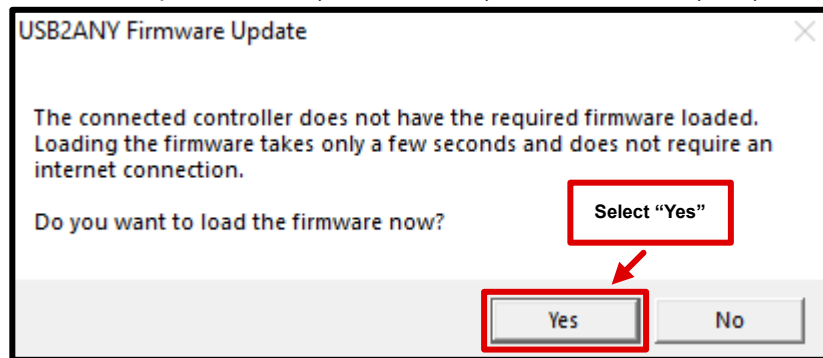 USB2ANY Firmware Update
The connected controller does not have the required firmware loaded.
Loading the firmware takes only a few seconds and does not require an
internet connection.
Do you want to load the firmware now?
Select “Yes”
Yes
No